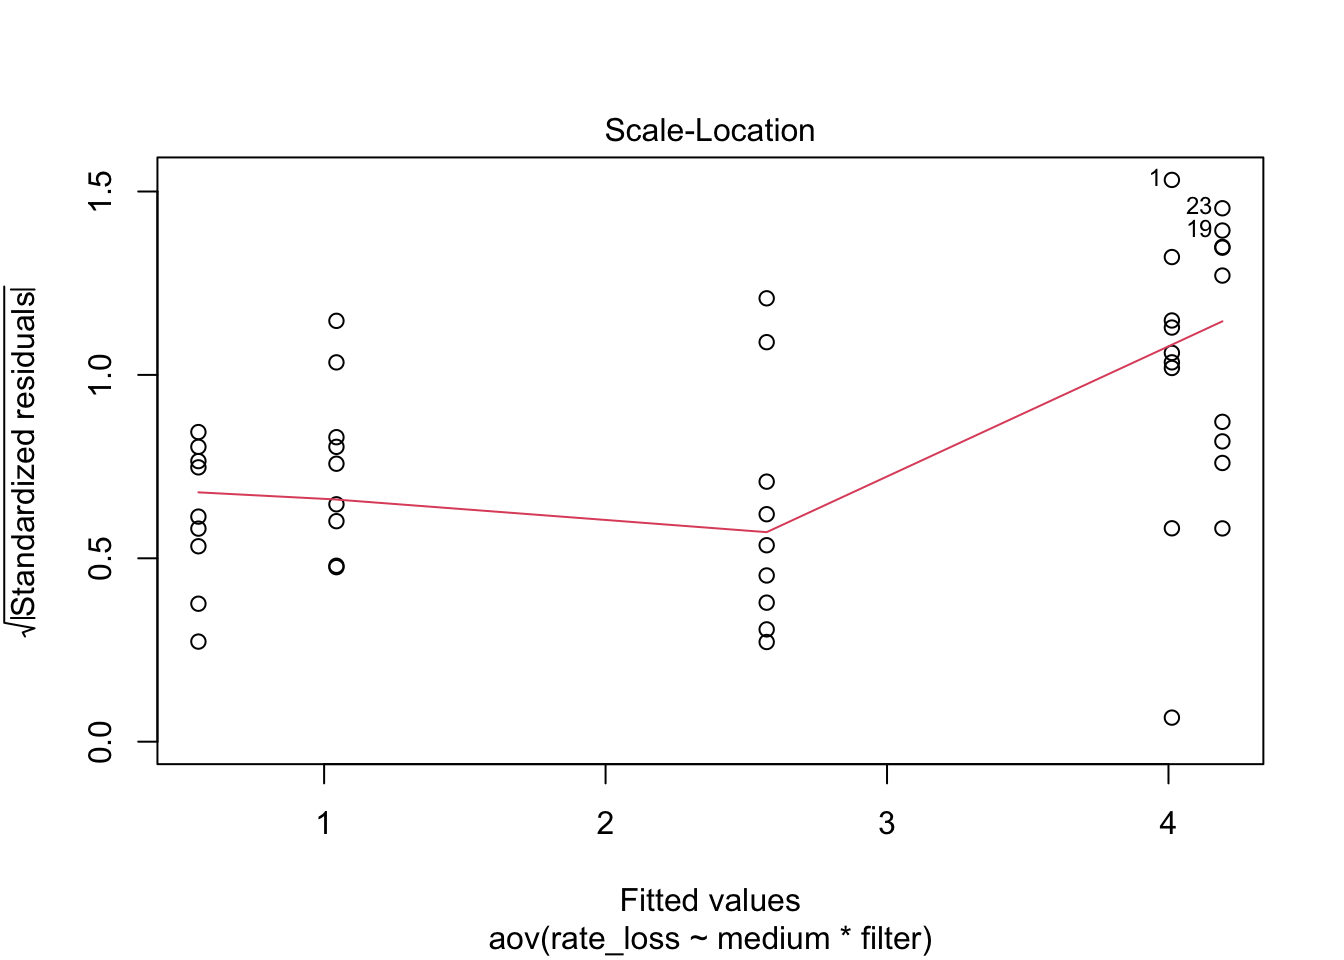 Scale-Location
√|Standardized residuals|
1.5
1.0
0.5
0.0
1
23
19
1 2 3 4
Fitted values
aov(rate_loss ~ medium * filter)